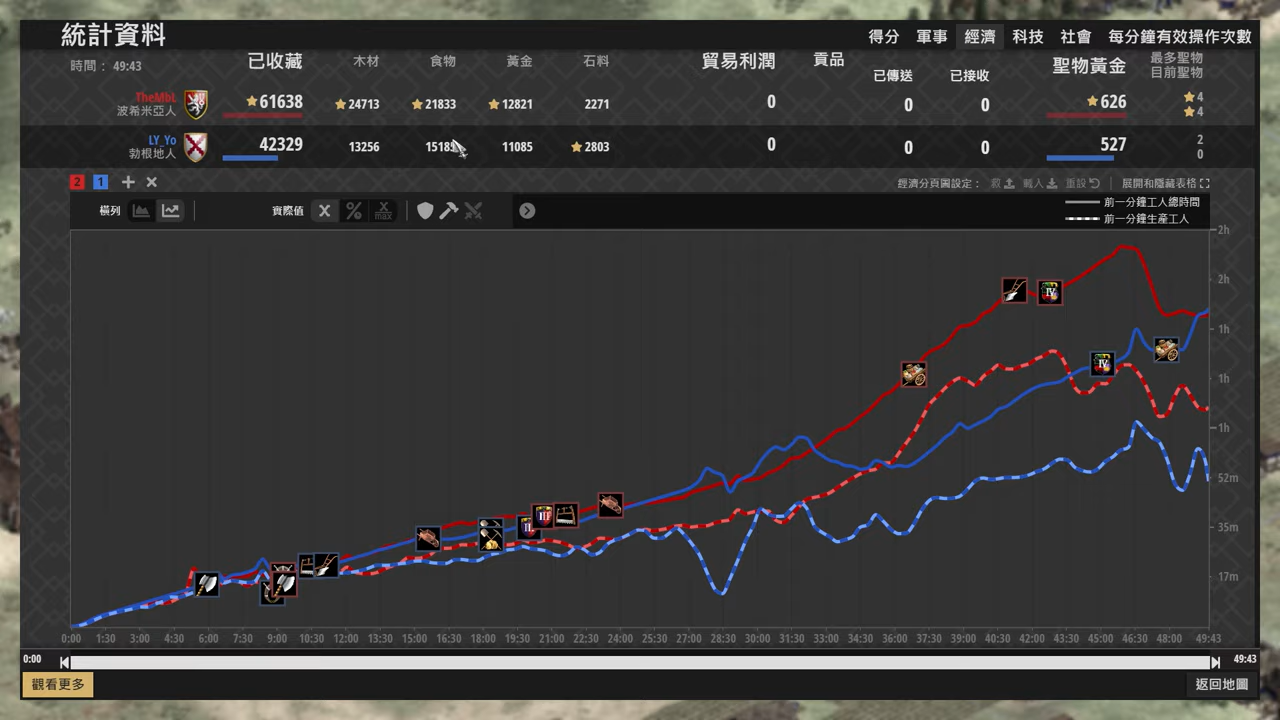 統計資料
得分 軍事 經濟 科技 社會 每分鐘有效操作次數
時間： 49:43
已收藏 木材 食物 黃金 石料 貿易利潤 貢品 已傳送 已接收 聖物黃金 最多聖物
目前聖物
TheMbL
波希米亞人
61638 24713 21833 12821 2271 0 0 0 626 4
4
LY_Yo
勃根地人
42329 13256 1518 11085 2803 0 0 0 527 2
0
2 1
經濟分頁圖設定： 載入 重設 展開和隱藏表格
橫列 實際值 X % X/max
前一分鐘工人總時間
前一分鐘生產工人
2h
2h
1h
1h
1h
52m
35m
17m
III
IV
IV
0:00 1:30 3:00 4:30 6:00 7:30 9:00 10:30 12:00 13:30 15:00 16:30 18:00 19:30 21:00 22:30 24:00 25:30 27:00 28:30 30:00 31:30 33:00 34:30 36:00 37:30 39:00 40:30 42:00 43:30 45:00 46:30 48:00 49:43
0:00 49:43
觀看更多 返回地圖